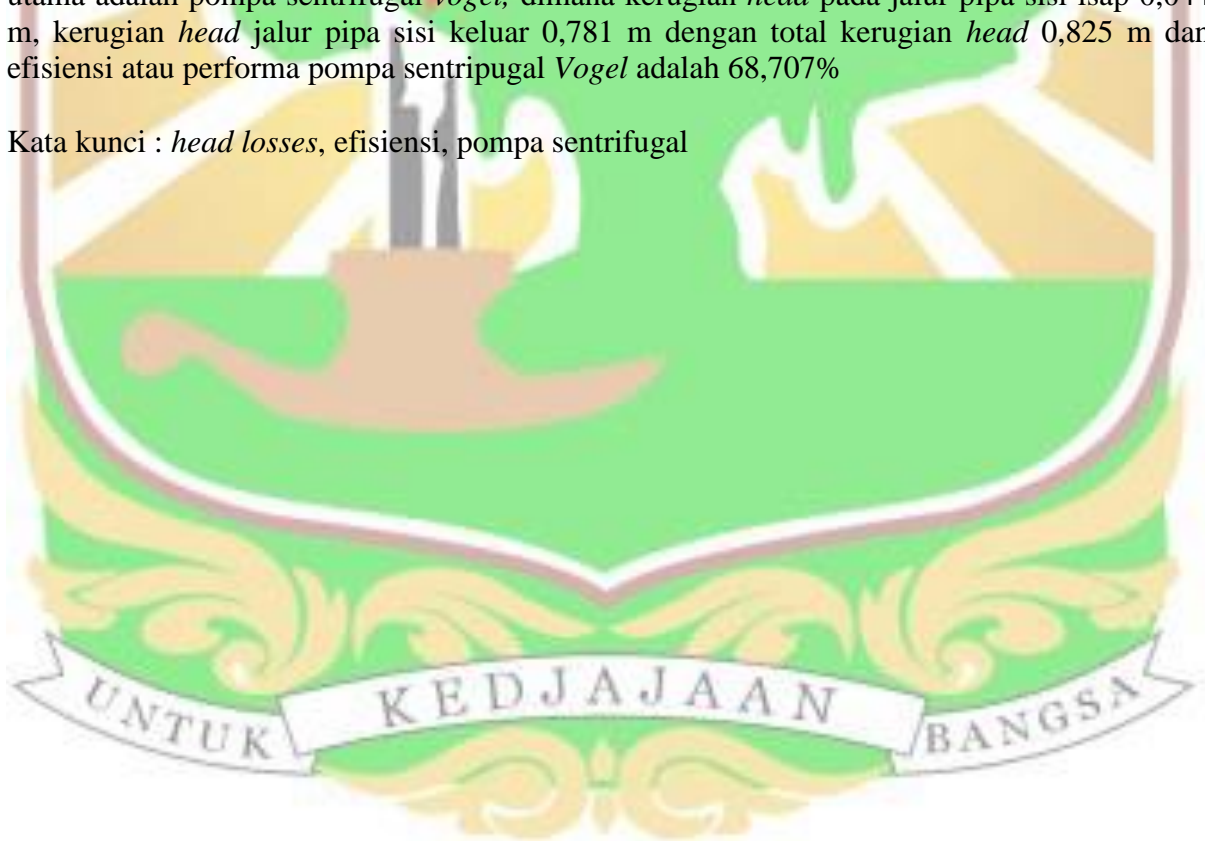 utama adalah pompa sentrifugal vogel, dimana kerugian head pada jalur pipa sisi isap 0,044
m, kerugian head jalur pipa sisi keluar 0,781 m dengan total kerugian head 0,825 m dan
efisiensi atau performa pompa sentripugal Vogel adalah 68,707%
Kata kunci : head losses, efisiensi, pompa sentrifugal
UNTUK KEDJAJAAN BANGSA